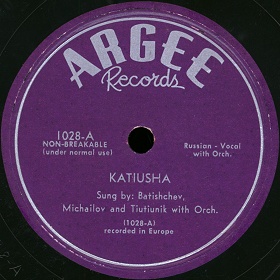 ARGEE
Records
1028-A
NON-BREAKABLE
(under normal use)
Russian - Vocal
with Orch.
KATIUSHA
Sung by: Batishchev,
Michailov and Tiutiunik with Orch.
(1028-A)
recorded in Europe